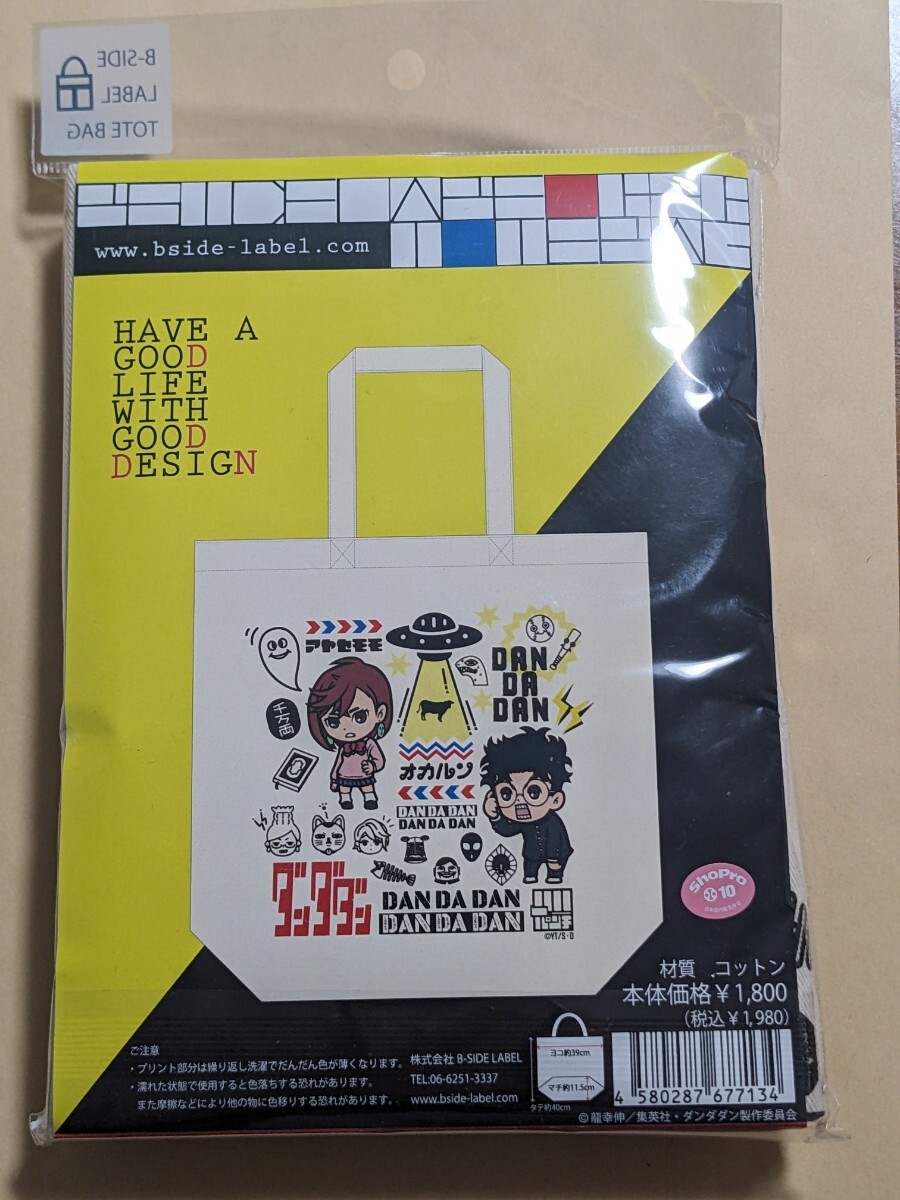 B-SIDE
LABEL
TOTE BAG
www.bside-label.com
HAVE A
GOOD
LIFE
WITH
GOOD
DESIGN
アヤセモモ
千万両
DAN
DA
DAN
オカルン
DAN DA DAN
DAN DA DAN
ダンダダン
DAN DA DAN
DAN DA DAN
©YT/S・D
ShoPro
10
材質 コットン
本体価格¥1,800
(税込¥1,980)
ご注意
・プリント部分は繰り返し洗濯でだんだん色が薄くなります。
・濡れた状態で使用すると色落ちする恐れがあります。
また摩擦などにより他の物に色移りする恐れがあります。
株式会社 B-SIDE LABEL
TEL:06-6251-3337
www.bside-label.com
ヨコ約39cm
マチ約11.5cm
タテ約40cm
4 580287 677134
©龍幸伸／集英社・ダンダダン製作委員会